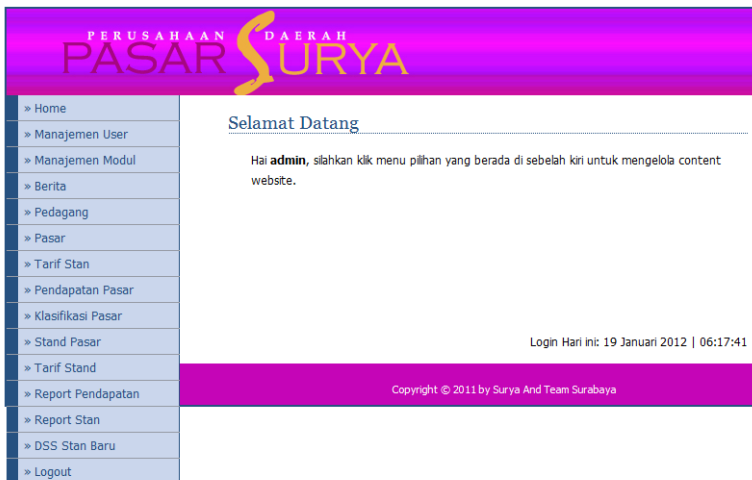 PERUSAHAAN DAERAH
PASAR SURYA
» Home
» Manajemen User
» Manajemen Modul
» Berita
» Pedagang
» Pasar
» Tarif Stan
» Pendapatan Pasar
» Klasifikasi Pasar
» Stand Pasar
» Tarif Stand
» Report Pendapatan
» Report Stan
» DSS Stan Baru
» Logout
Selamat Datang
Hai admin, silahkan klik menu pilihan yang berada di sebelah kiri untuk mengelola content
website.
Login Hari ini: 19 Januari 2012 | 06:17:41
Copyright © 2011 by Surya And Team Surabaya